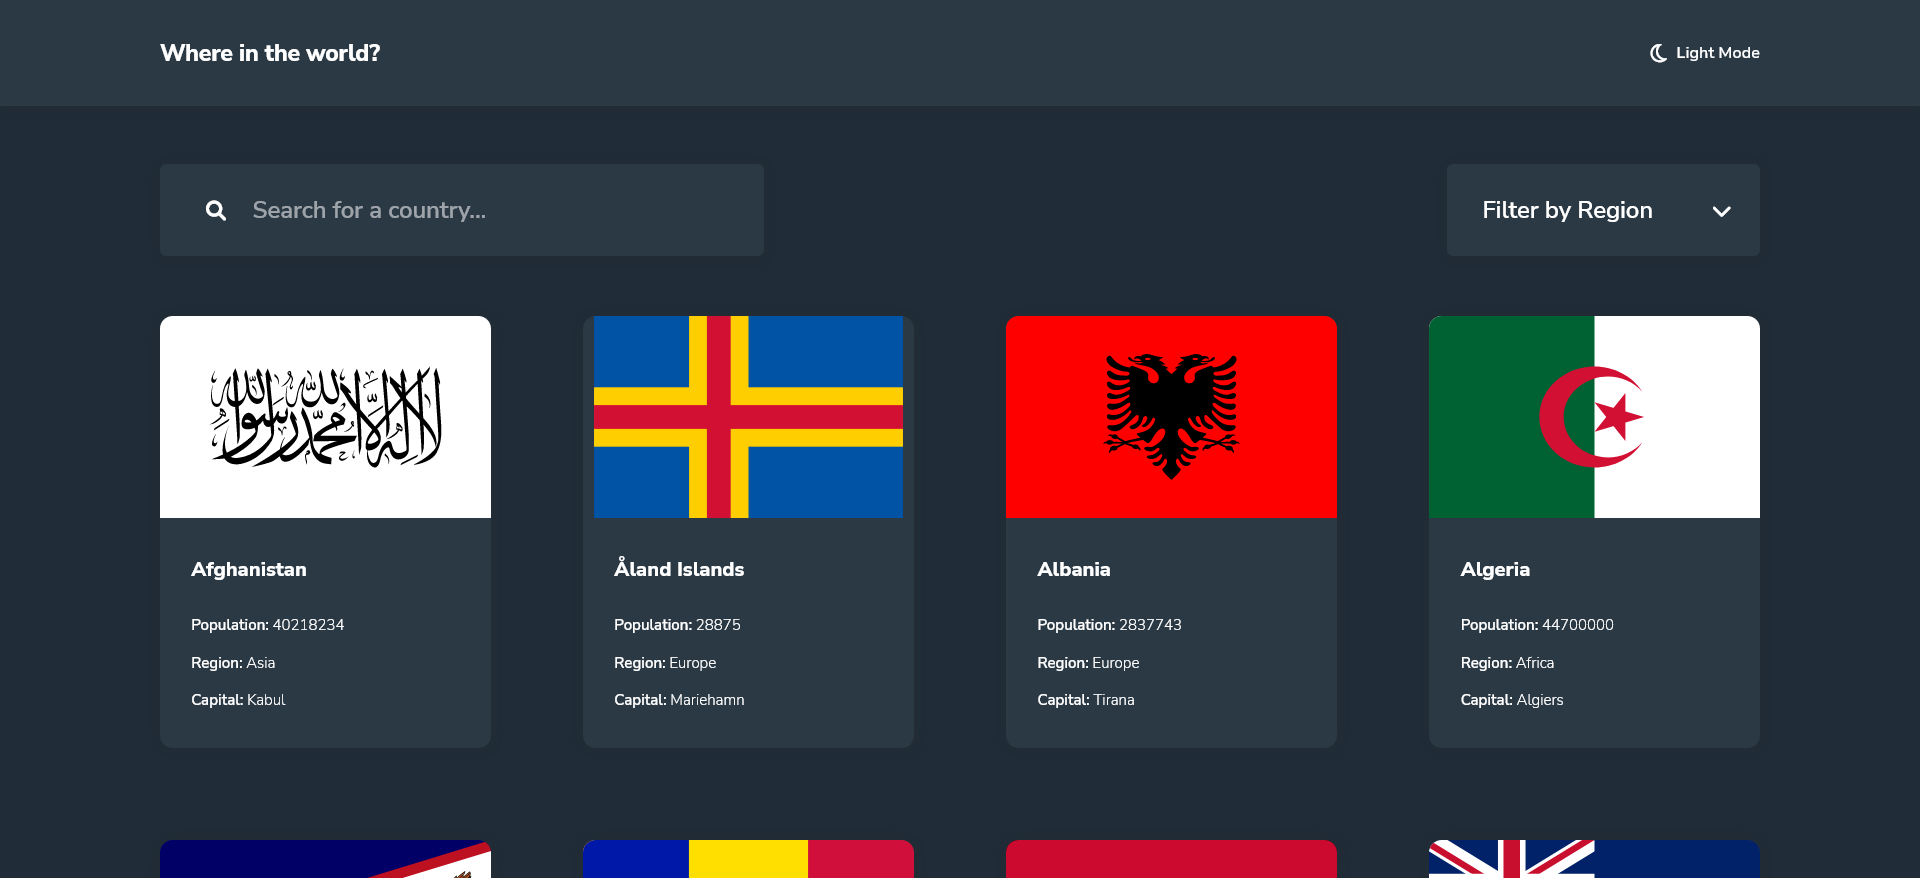 Where in the world?
Light Mode
Search for a country...
Filter by Region
لا إله إلا الله محمد رسول الله
Afghanistan
Population: 40218234
Region: Asia
Capital: Kabul
Åland Islands
Population: 28875
Region: Europe
Capital: Mariehamn
Albania
Population: 2837743
Region: Europe
Capital: Tirana
Algeria
Population: 44700000
Region: Africa
Capital: Algiers